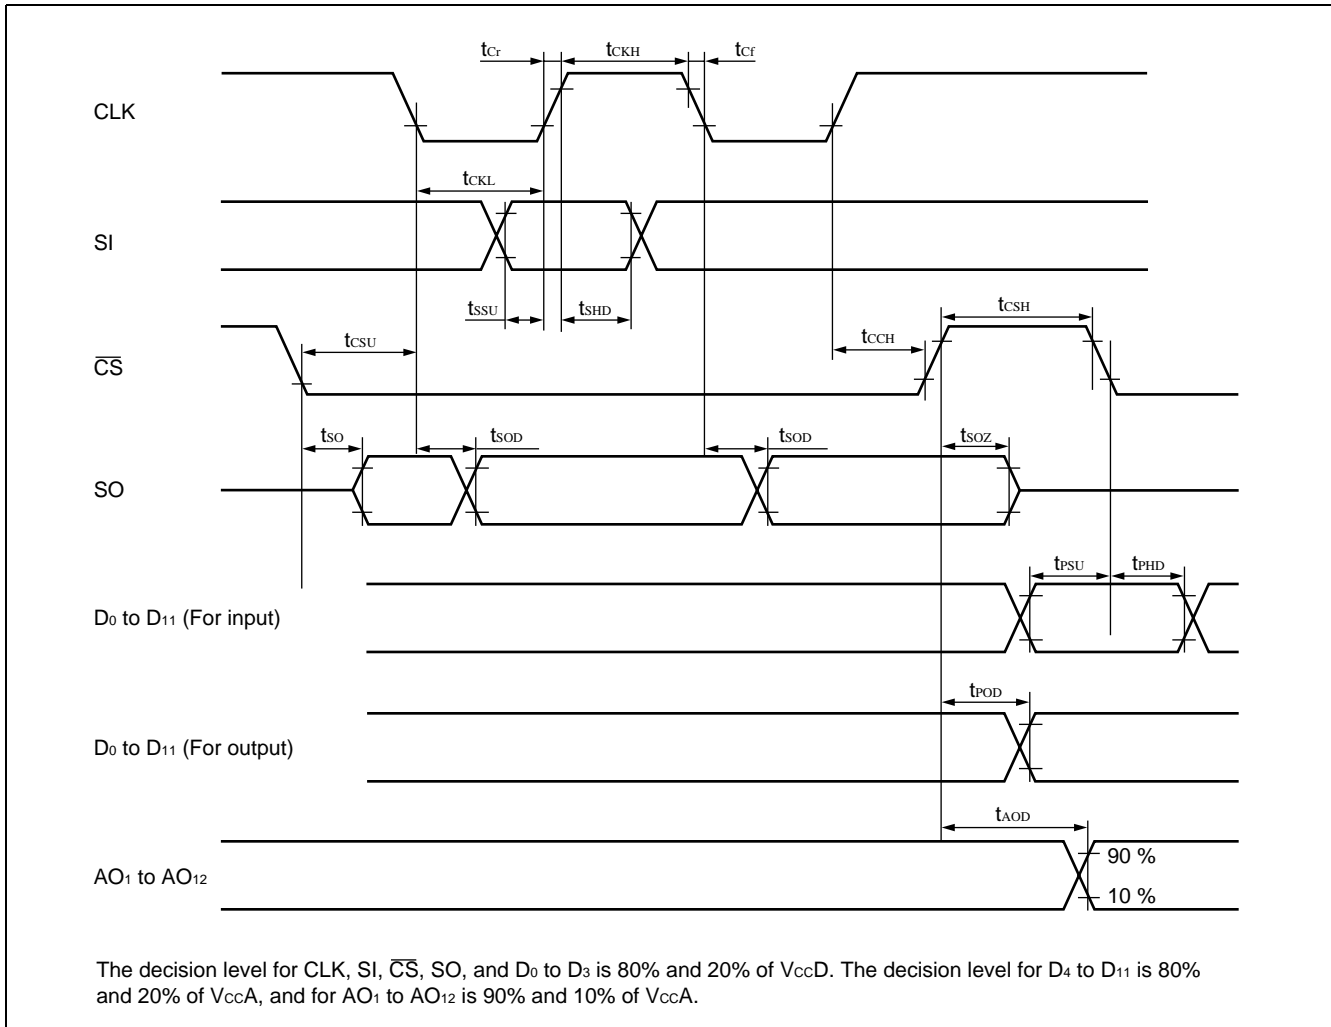 tCr tCKH tCf
CLK
tCKL
SI
tSSU tSHD tCSH
tCSU tCCH
C̅S̅
tSO tSOD tSOD tSOZ
SO
tPSU tPHD
D0 to D11 (For input)
tPOD
D0 to D11 (For output)
tAOD
90 %
AO1 to AO12
10 %
The decision level for CLK, SI, C̅S̅, SO, and D0 to D3 is 80% and 20% of VCCD. The decision level for D4 to D11 is 80%
and 20% of VCCA, and for AO1 to AO12 is 90% and 10% of VCCA.